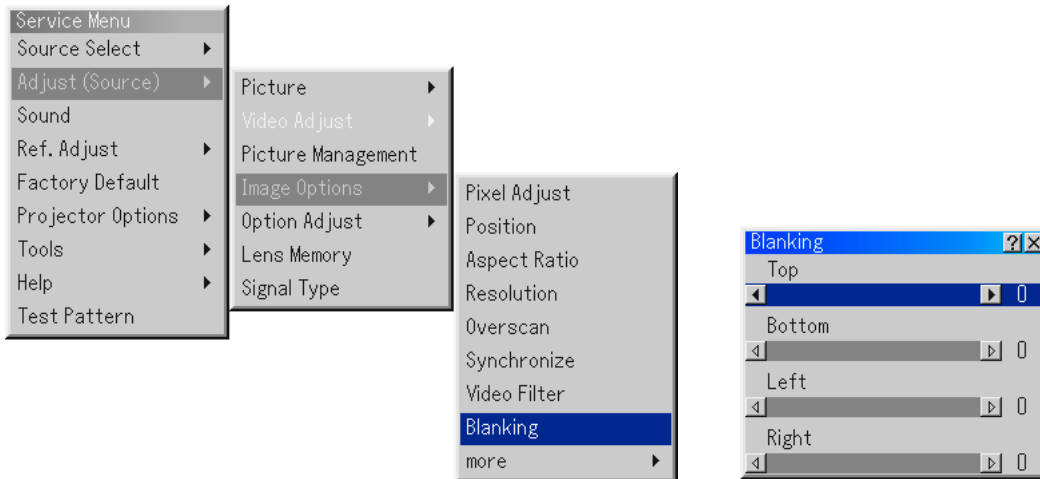 Service Menu
Source Select
Adjust (Source)
Sound
Ref. Adjust
Factory Default
Projector Options
Tools
Help
Test Pattern
Picture
Video Adjust
Picture Management
Image Options
Option Adjust
Lens Memory
Signal Type
Pixel Adjust
Position
Aspect Ratio
Resolution
Overscan
Synchronize
Video Filter
Blanking
more
Blanking ? ×
Top
0
Bottom
0
Left
0
Right
0